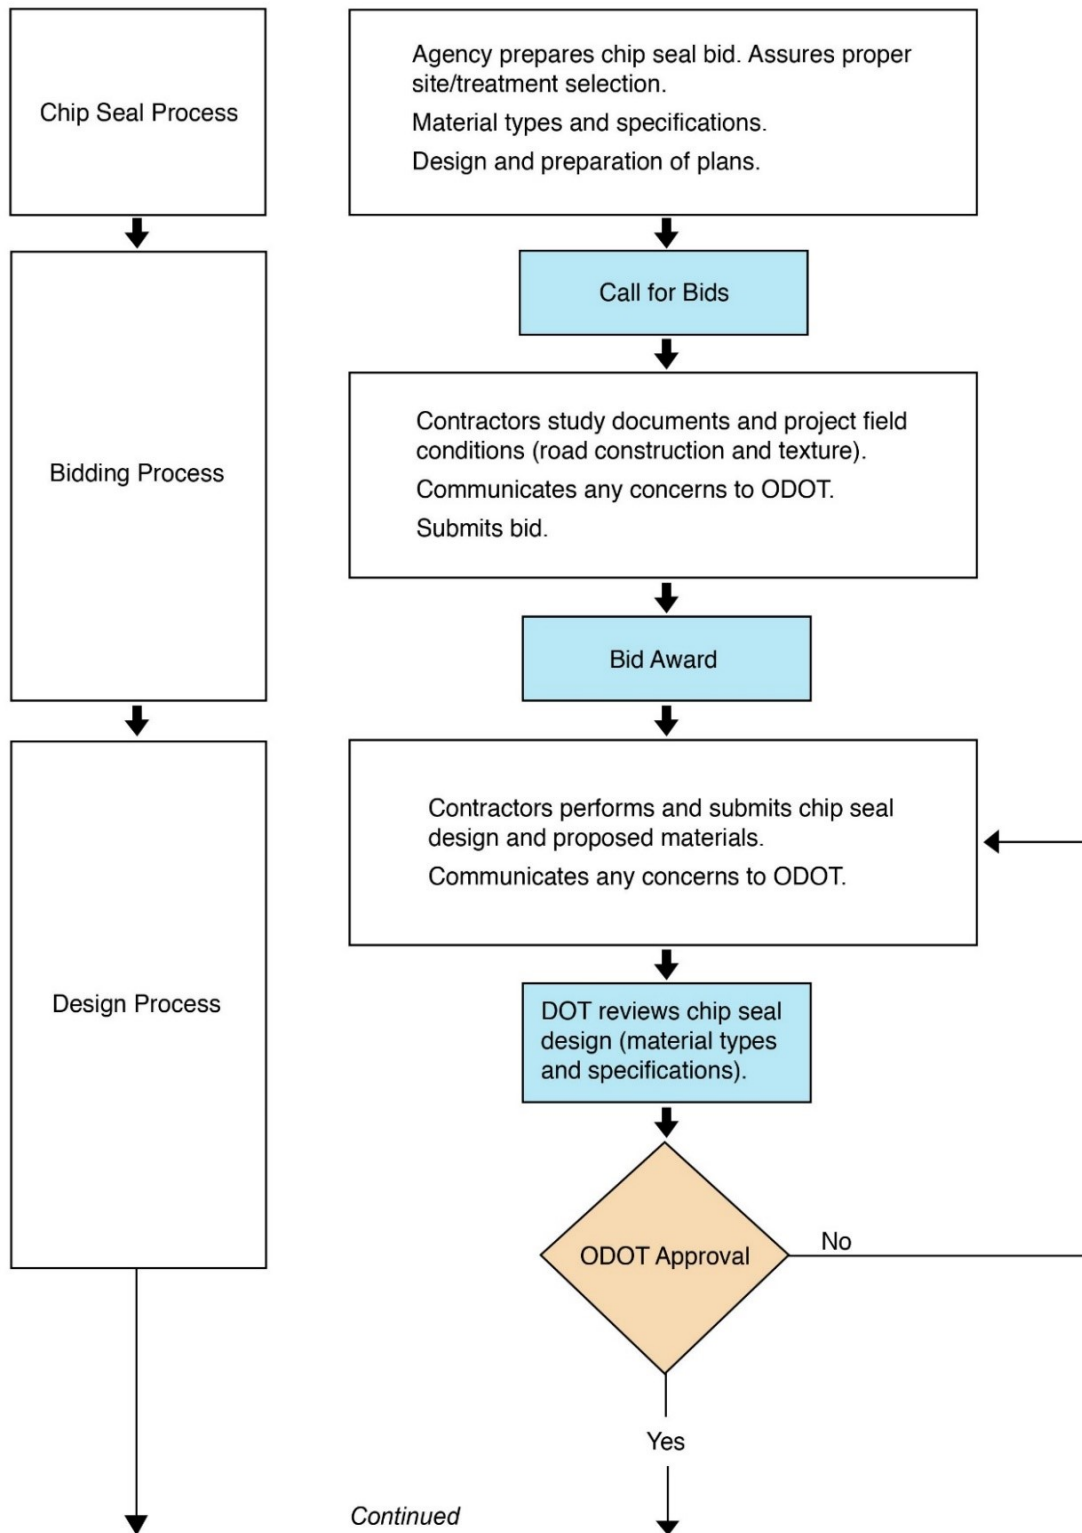 Chip Seal Process
Agency prepares chip seal bid. Assures proper
site/treatment selection.
Material types and specifications.
Design and preparation of plans.
Bidding Process
Call for Bids
Contractors study documents and project field
conditions (road construction and texture).
Communicates any concerns to ODOT.
Submits bid.
Bid Award
Design Process
Contractors performs and submits chip seal
design and proposed materials.
Communicates any concerns to ODOT.
DOT reviews chip seal
design (material types
and specifications).
ODOT Approval
No
Yes
Continued